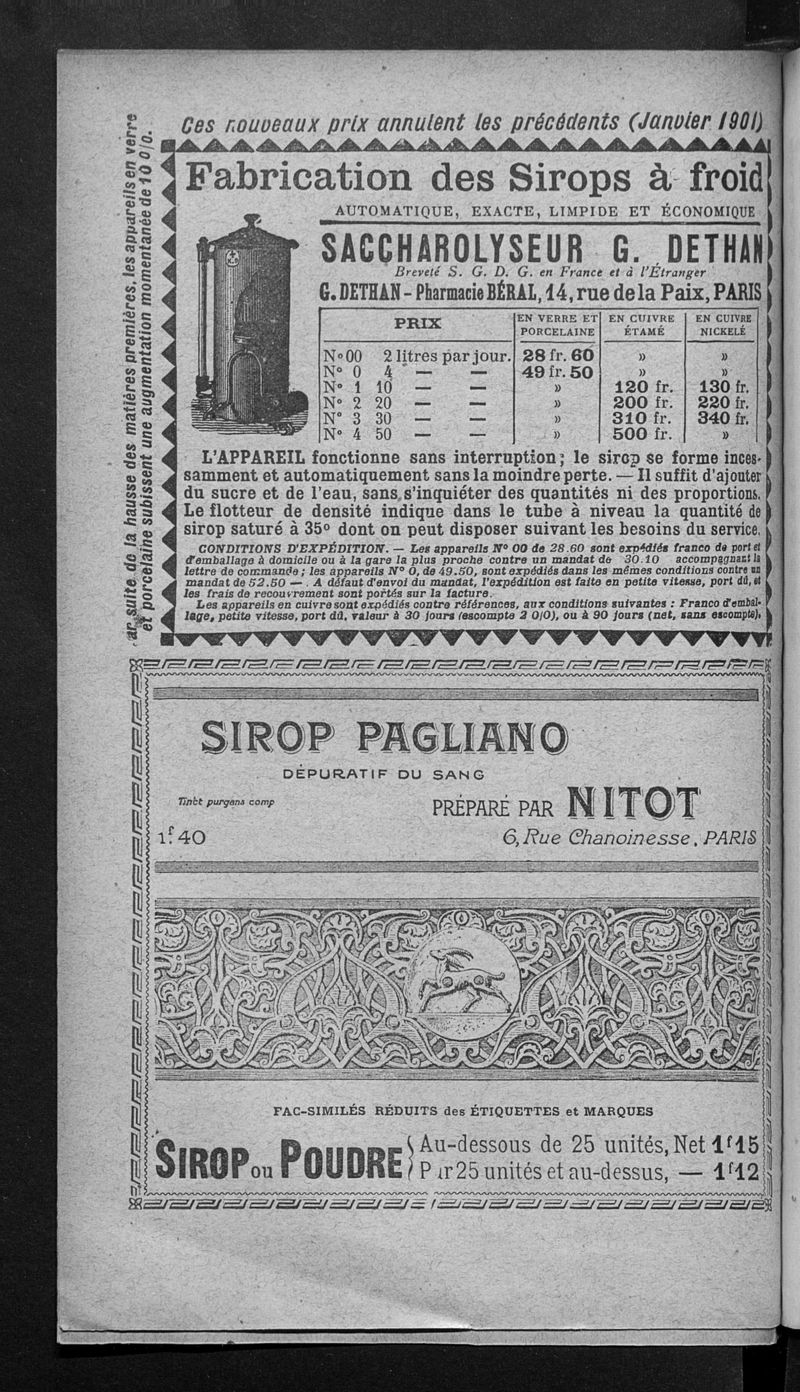 Ces nouveaux prix annulent les précédents (Janvier 1901)
suite de la hausse des matières premières, les appareils en verre
et porcelaine subissent une augmentation momentanée de 10 0/0.
Fabrication des Sirops à froid
AUTOMATIQUE, EXACTE, LIMPIDE ET ÉCONOMIQUE
SACCHAROLYSEUR G. DETHAN
Breveté S. G. D. G. en France et à l'Étranger
G. DETHAN - Pharmacie BÉRAL, 14, rue de la Paix, PARIS
PRIX EN VERRE ET PORCELAINE EN CUIVRE ÉTAMÉ EN CUIVRE NICKELÉ
No 00 2 litres par jour. 28 fr. 60 » »
No 0 4 — — 49 fr. 50 » »
No 1 10 — — » 120 fr. 130 fr.
No 2 20 — — » 200 fr. 220 fr.
No 3 30 — — » 310 fr. 340 fr.
No 4 50 — — » 500 fr. »
L'APPAREIL fonctionne sans interruption; le sirop se forme inces-
samment et automatiquement sans la moindre perte. — Il suffit d'ajouter
du sucre et de l'eau, sans s'inquiéter des quantités ni des proportions.
Le flotteur de densité indique dans le tube à niveau la quantité de
sirop saturé à 35o dont on peut disposer suivant les besoins du service.
CONDITIONS D'EXPÉDITION. — Les appareils No 00 de 28.60 sont expédiés franco de port et
d'emballage à domicile ou à la gare la plus proche contre un mandat de 30.10 accompagnant la
lettre de commande; les appareils No 0, de 49.50, sont expédiés dans les mêmes conditions contre un
mandat de 52.50 —. A défaut d'envoi du mandat, l'expédition est faite en petite vitesse, port dû, et
les frais de recouvrement sont portés sur la facture.
Les appareils en cuivre sont expédiés contre références, aux conditions suivantes : Franco d'embal-
lage, petite vitesse, port dû, valeur à 30 jours (escompte 2 0/0), ou à 90 jours (net, sans escompte).
SIROP PAGLIANO
DÉPURATIF DU SANG
Tinct purgans comp
PRÉPARÉ PAR NITOT
1f 40
6, Rue Chanoinesse, PARIS
FAC-SIMILÉS RÉDUITS des ÉTIQUETTES et MARQUES
SIROP ou POUDRE
Au-dessous de 25 unités, Net 1f15
P r 25 unités et au-dessus, — 1f12